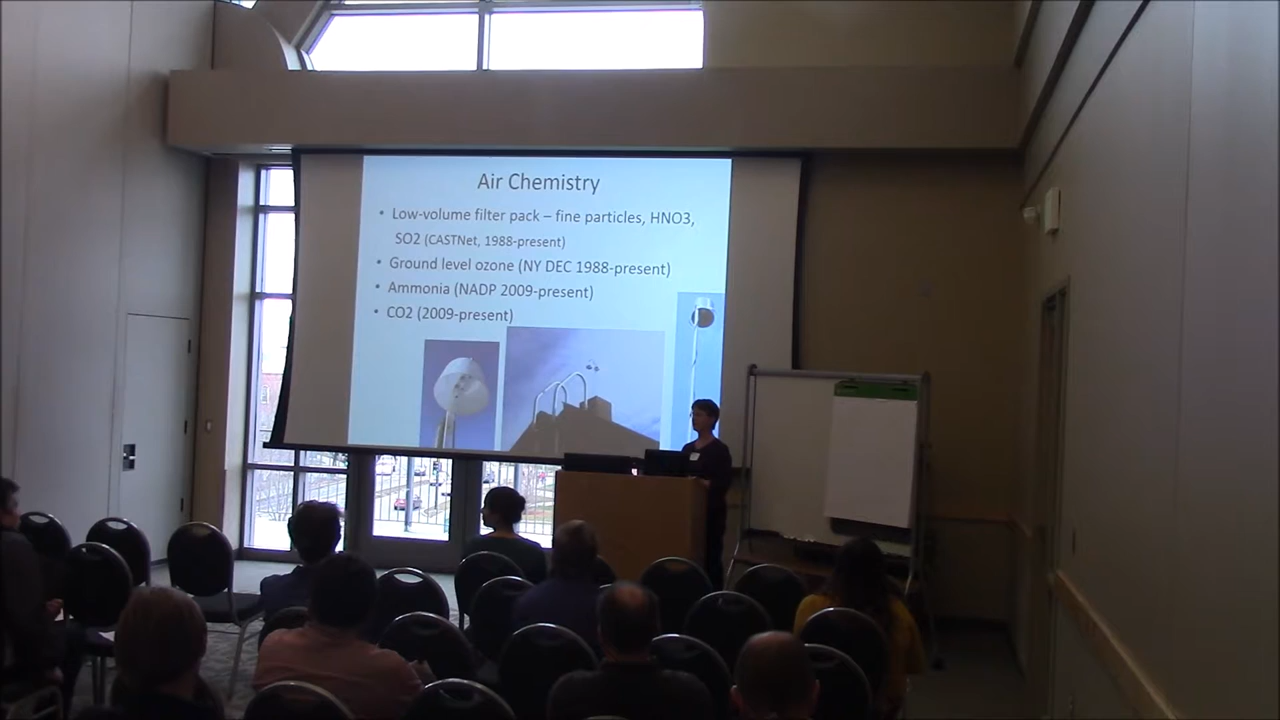 Air Chemistry
• Low-volume filter pack – fine particles, HNO3,
SO2 (CASTNet, 1988-present)
• Ground level ozone (NY DEC 1988-present)
• Ammonia (NADP 2009-present)
• CO2 (2009-present)